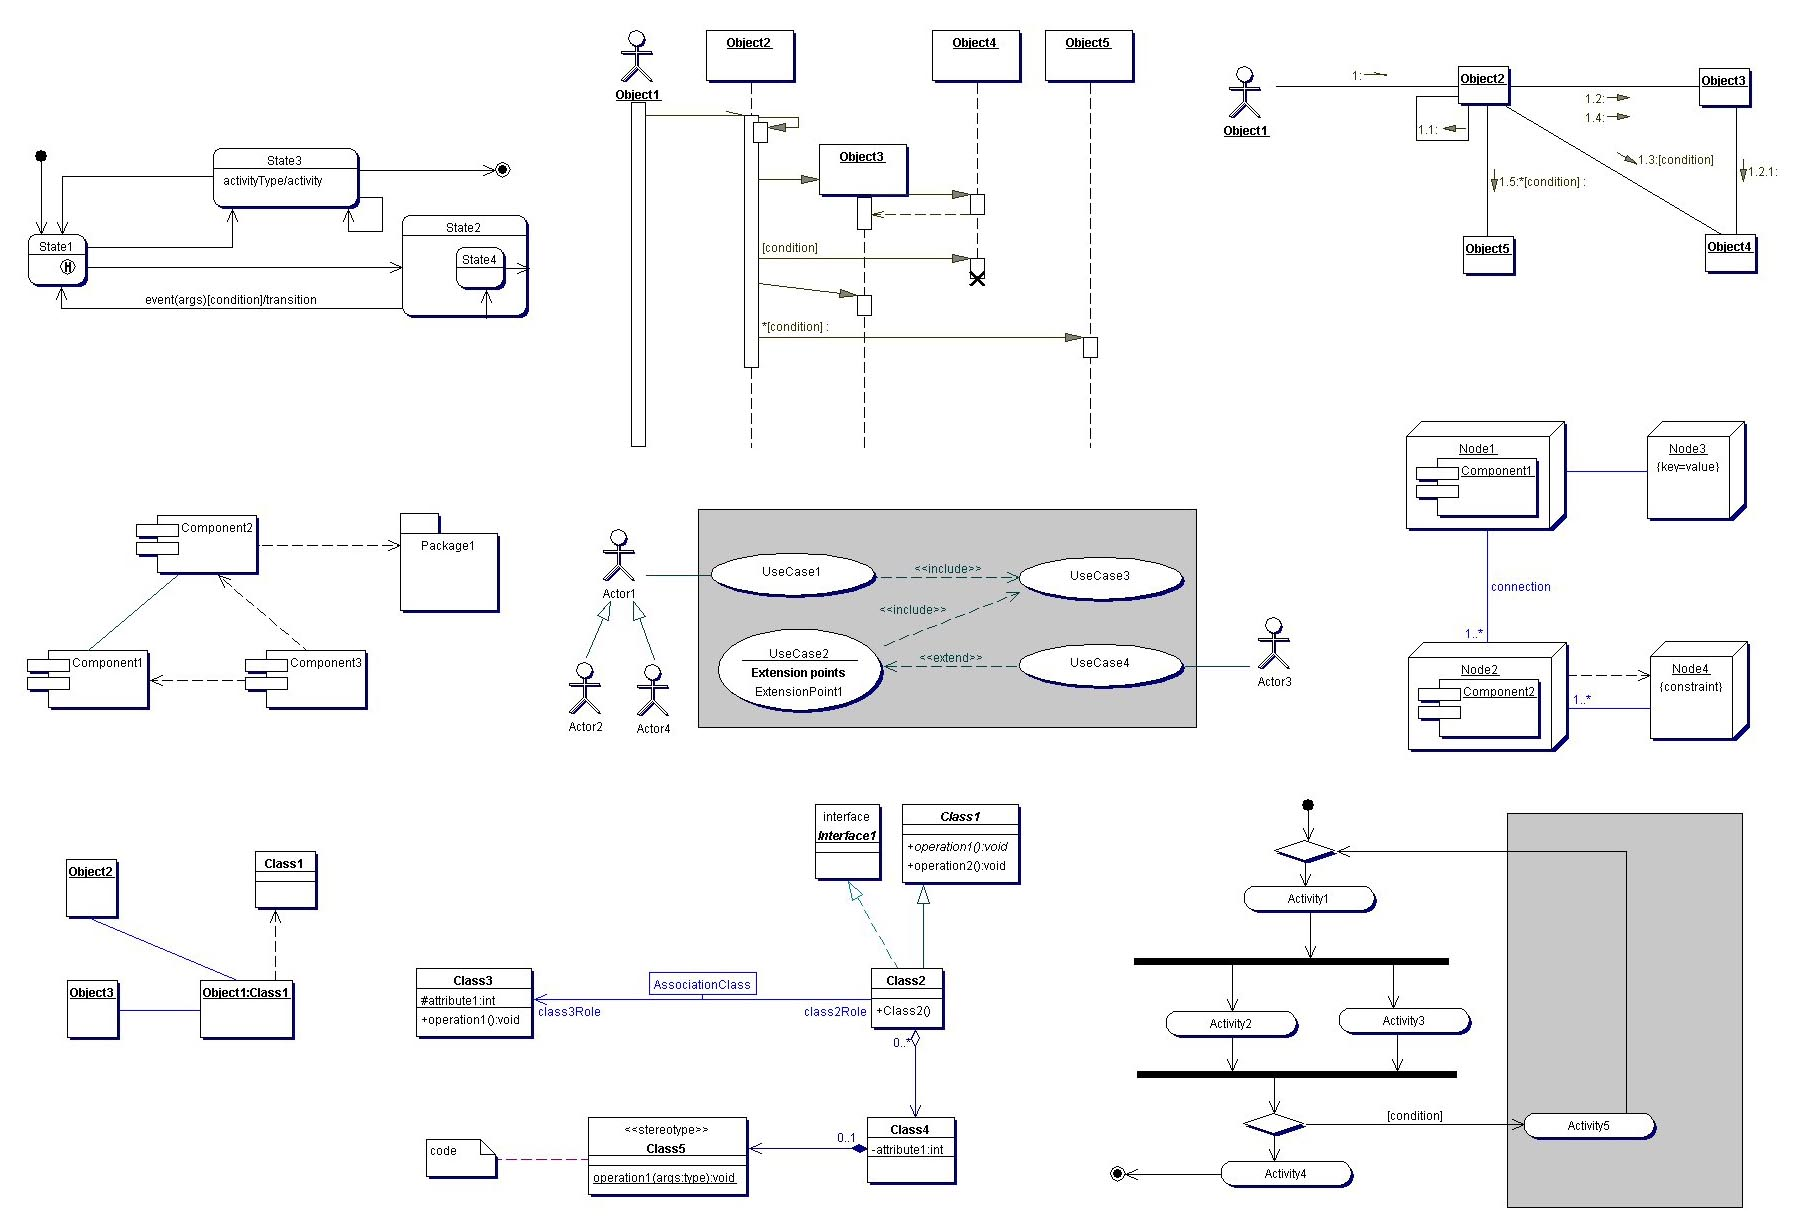 State3
activityType/activity
State1
H
State2
State4
event(args)[condition]/transition
Object1
Object2
Object4
Object5
Object3
[condition]
*[condition] :
Object1
1:
Object2
Object3
1.2:
1.4:
1.1:
1.3:[condition]
1.2.1:
1.5:*[condition] :
Object5
Object4
Component2
Package1
Component1
Component3
Actor1
Actor2
Actor4
UseCase1
<<include>>
UseCase3
<<include>>
UseCase2
Extension points
ExtensionPoint1
<<extend>>
UseCase4
Actor3
Node1
Component1
Node3
{key=value}
connection
1..*
Node2
Component2
Node4
{constraint}
1..*
Object2
Class1
Object3
Object1:Class1
interface
Interface1
Class1
+operation1():void
+operation2():void
Class3
#attribute1:int
+operation1():void
AssociationClass
class3Role
class2Role
Class2
+Class2()
0..*
code
<<stereotype>>
Class5
operation1(args:type):void
0..1
Class4
-attribute1:int
Activity1
Activity2
Activity3
[condition]
Activity5
Activity4